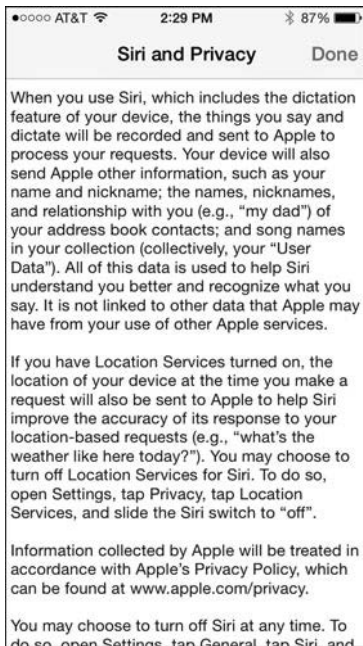 ●○○○○ AT&T 2:29 PM 87%
Siri and Privacy Done
When you use Siri, which includes the dictation
feature of your device, the things you say and
dictate will be recorded and sent to Apple to
process your requests. Your device will also
send Apple other information, such as your
name and nickname; the names, nicknames,
and relationship with you (e.g., “my dad”) of
your address book contacts; and song names
in your collection (collectively, your “User
Data”). All of this data is used to help Siri
understand you better and recognize what you
say. It is not linked to other data that Apple may
have from your use of other Apple services.
If you have Location Services turned on, the
location of your device at the time you make a
request will also be sent to Apple to help Siri
improve the accuracy of its response to your
location-based requests (e.g., “what’s the
weather like here today?”). You may choose to
turn off Location Services for Siri. To do so,
open Settings, tap Privacy, tap Location
Services, and slide the Siri switch to “off”.
Information collected by Apple will be treated in
accordance with Apple’s Privacy Policy, which
can be found at www.apple.com/privacy.
You may choose to turn off Siri at any time. To
do so, open Settings, tap General, tap Siri, and